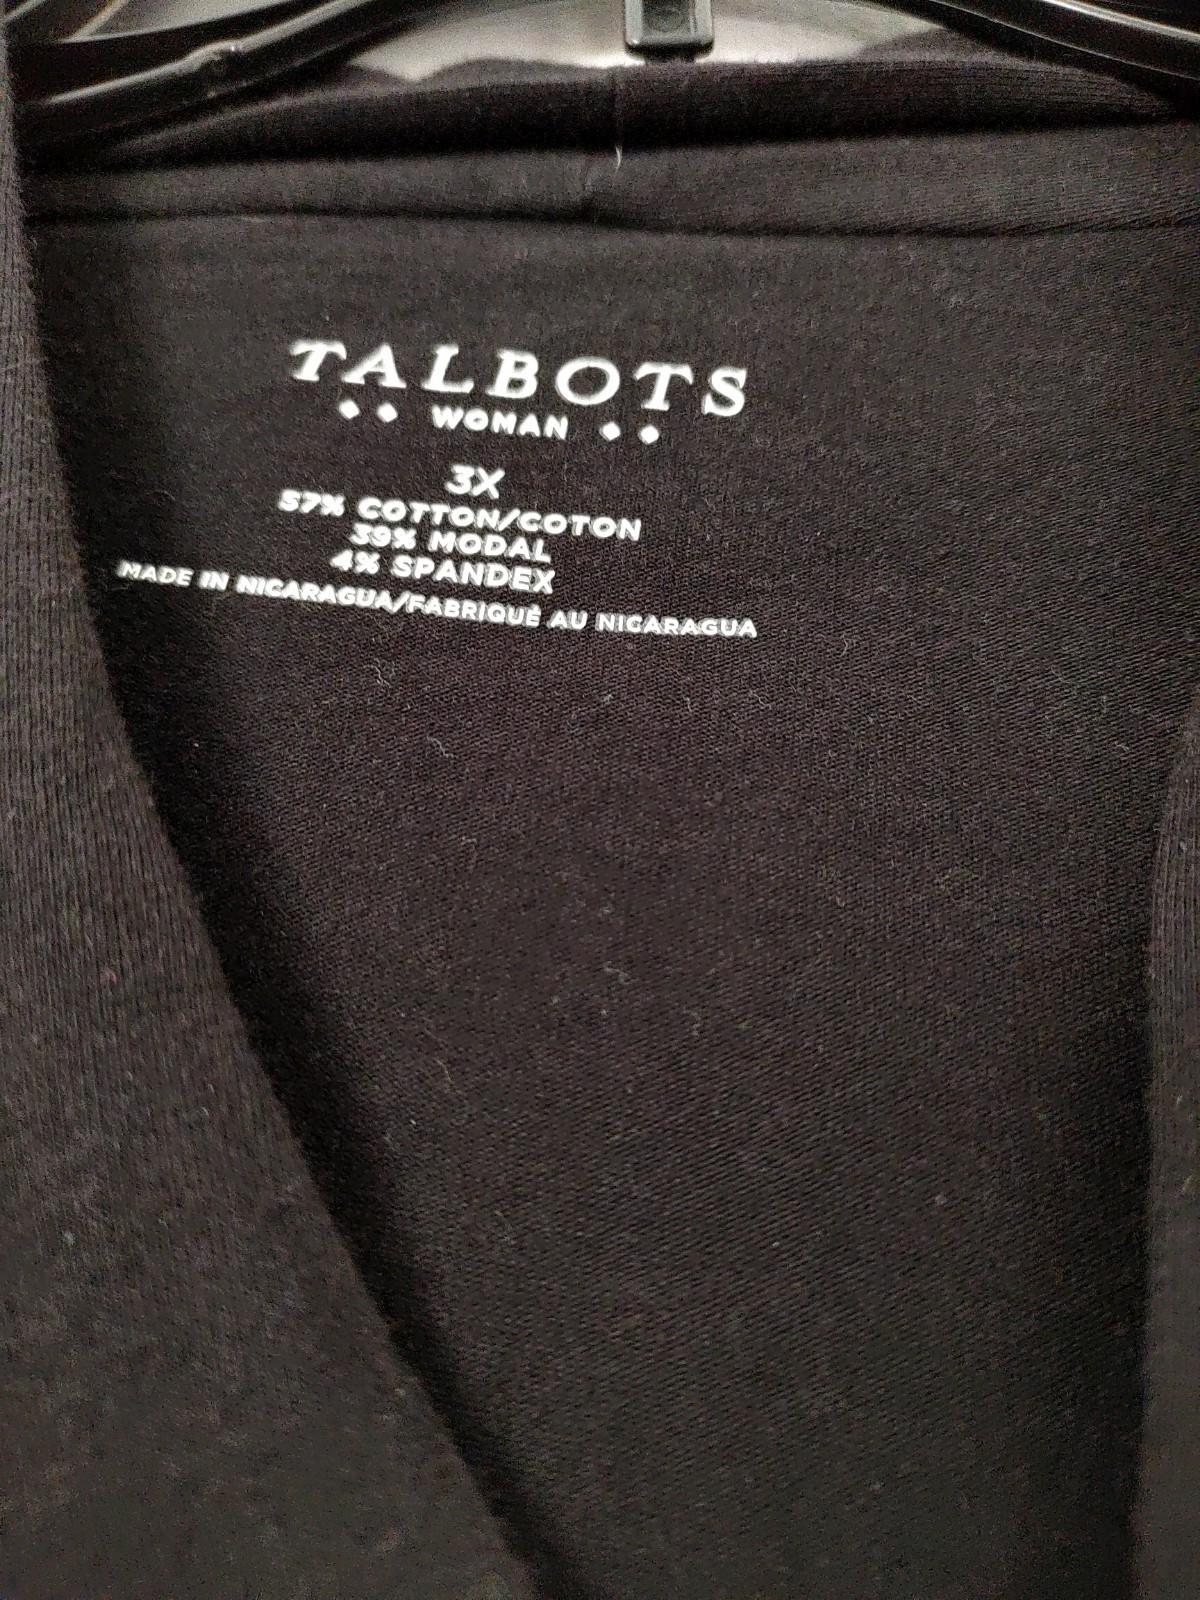 TALBOTS
WOMAN
3X
57% COTTON/COTON
39% MODAL
4% SPANDEX
MADE IN NICARAGUA/FABRIQUÉ AU NICARAGUA